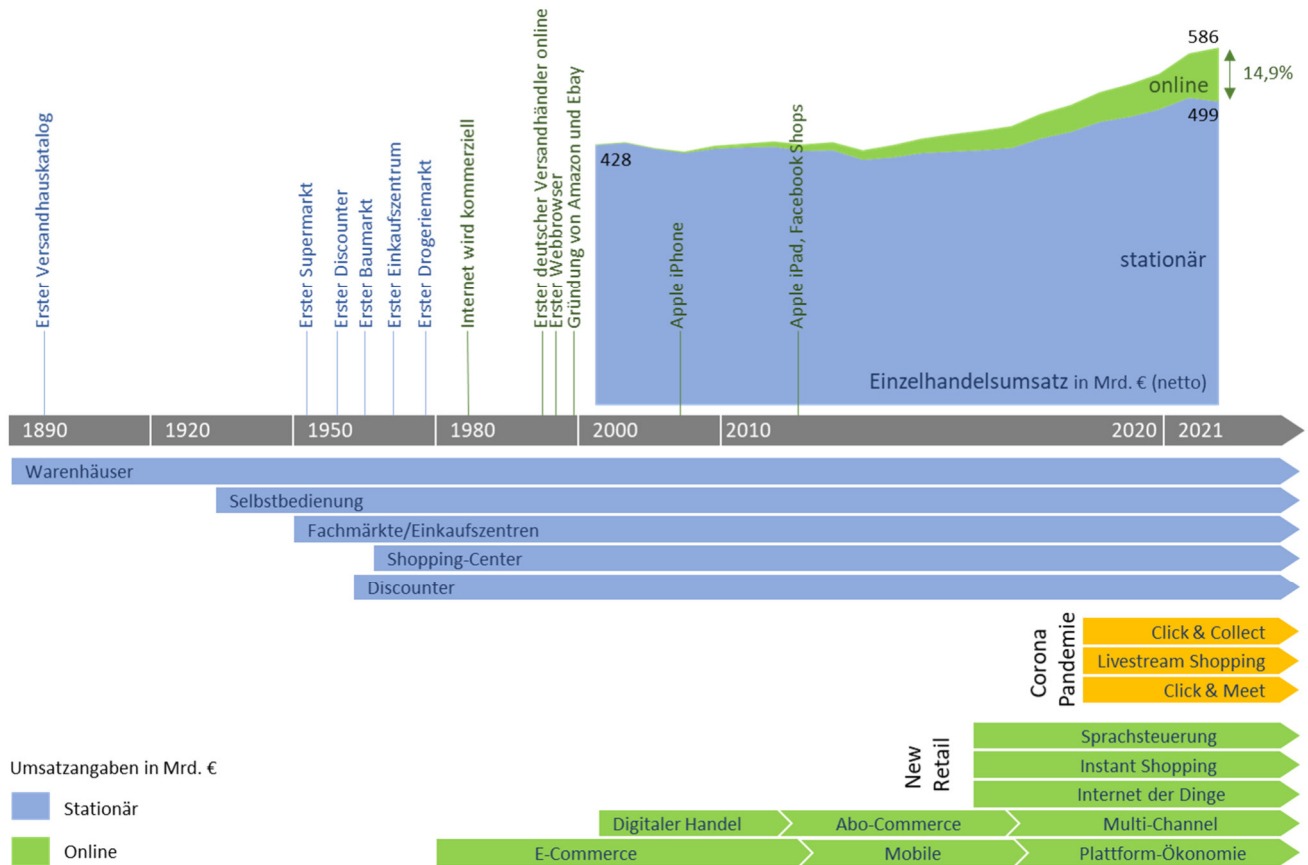 Erster Versandhauskatalog
Erster Supermarkt
Erster Discounter
Erster Baumarkt
Erster Einkaufszentrum
Erster Drogeriemarkt
Internet wird kommerziell
Erster deutscher Versandhändler online
Erster Webbrowser
Gründung von Amazon und Ebay
Apple iPhone
Apple iPad, Facebook Shops
586
online
14,9%
499
428
stationär
Einzelhandelsumsatz in Mrd. € (netto)
1890 1920 1950 1980 2000 2010 2020 2021
Warenhäuser
Selbstbedienung
Fachmärkte/Einkaufszentren
Shopping-Center
Discounter
Corona
Pandemie
Click & Collect
Livestream Shopping
Click & Meet
New
Retail
Sprachsteuerung
Instant Shopping
Internet der Dinge
Digitaler Handel Abo-Commerce Multi-Channel
E-Commerce Mobile Plattform-Ökonomie
Umsatzangaben in Mrd. €
Stationär
Online